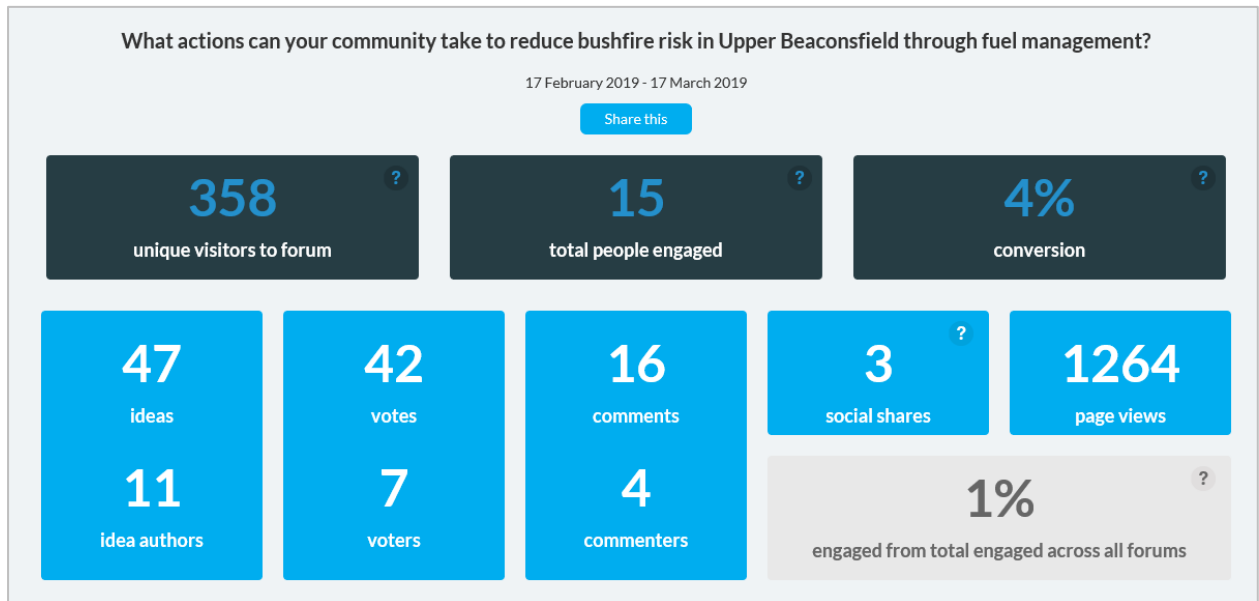 What actions can your community take to reduce bushfire risk in Upper Beaconsfield through fuel management?
17 February 2019 - 17 March 2019
Share this
?
358
unique visitors to forum
?
15
total people engaged
?
4%
conversion
47
ideas
11
idea authors
42
votes
7
voters
16
comments
4
commenters
?
3
social shares
1264
page views
?
1%
engaged from total engaged across all forums